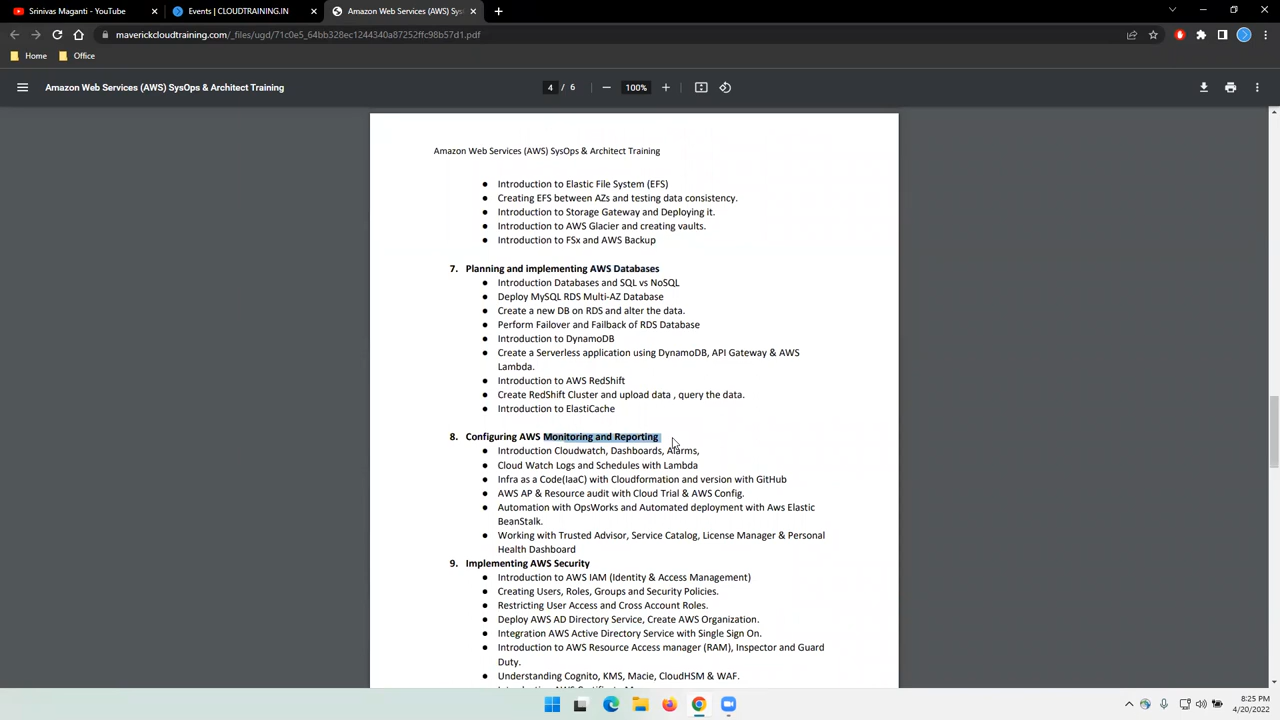 Srinivas Maganti - YouTube
Events | CLOUDTRAINING.IN
Amazon Web Services (AWS) Sys
maverickcloudtraining.com/_files/ugd/71c0e5_64bb328ec1244340a87252ffc98b57d1.pdf
Home
Office
Amazon Web Services (AWS) SysOps & Architect Training
4 / 6
100%
Amazon Web Services (AWS) SysOps & Architect Training
● Introduction to Elastic File System (EFS)
● Creating EFS between AZs and testing data consistency.
● Introduction to Storage Gateway and Deploying it.
● Introduction to AWS Glacier and creating vaults.
● Introduction to FSx and AWS Backup
7. Planning and implementing AWS Databases
● Introduction Databases and SQL vs NoSQL
● Deploy MySQL RDS Multi-AZ Database
● Create a new DB on RDS and alter the data.
● Perform Failover and Failback of RDS Database
● Introduction to DynamoDB
● Create a Serverless application using DynamoDB, API Gateway & AWS
Lambda.
● Introduction to AWS RedShift
● Create RedShift Cluster and upload data , query the data.
● Introduction to ElastiCache
8. Configuring AWS Monitoring and Reporting
● Introduction Cloudwatch, Dashboards, Alarms,
● Cloud Watch Logs and Schedules with Lambda
● Infra as a Code(IaaC) with Cloudformation and version with GitHub
● AWS AP & Resource audit with Cloud Trial & AWS Config.
● Automation with OpsWorks and Automated deployment with Aws Elastic
BeanStalk.
● Working with Trusted Advisor, Service Catalog, License Manager & Personal
Health Dashboard
9. Implementing AWS Security
● Introduction to AWS IAM (Identity & Access Management)
● Creating Users, Roles, Groups and Security Policies.
● Restricting User Access and Cross Account Roles.
● Deploy AWS AD Directory Service, Create AWS Organization.
● Integration AWS Active Directory Service with Single Sign On.
● Introduction to AWS Resource Access manager (RAM), Inspector and Guard
Duty.
● Understanding Cognito, KMS, Macie, CloudHSM & WAF.
8:25 PM
4/20/2022